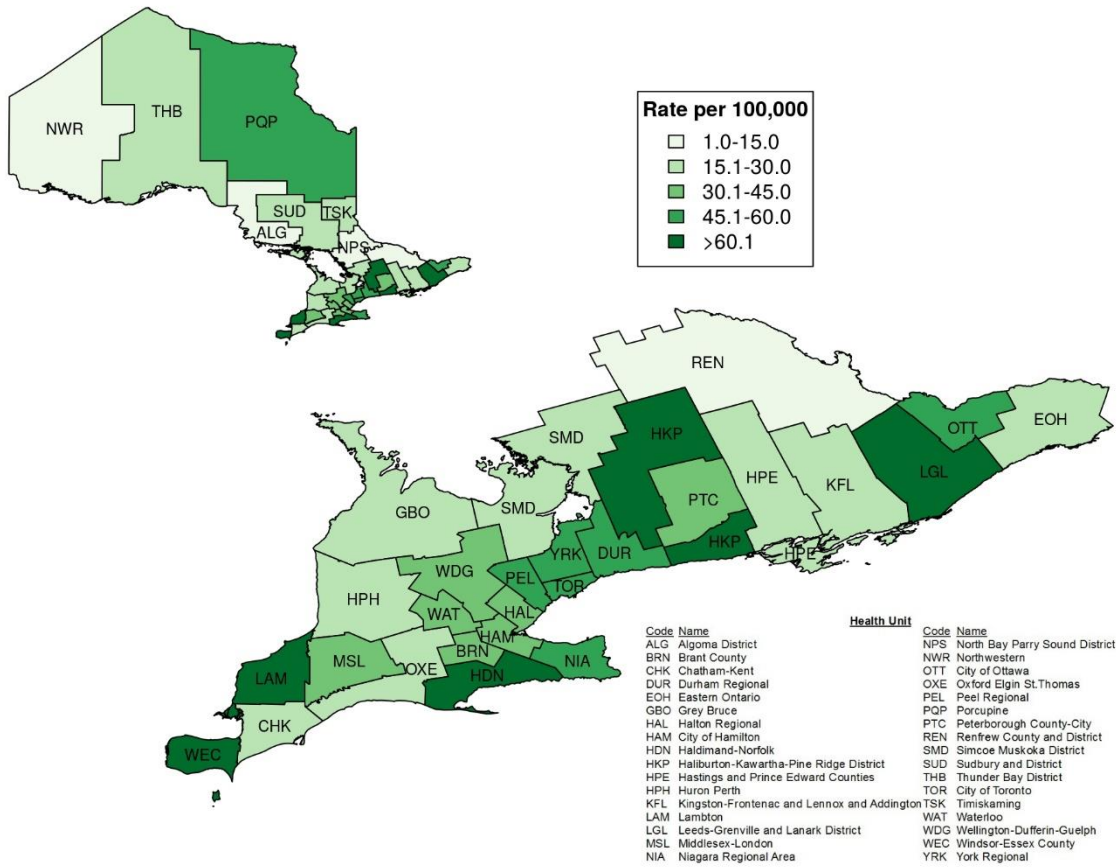 NWR
THB
PQP
SUD
TSK
ALG
NPS
Rate per 100,000
1.0-15.0
15.1-30.0
30.1-45.0
45.1-60.0
>60.1
REN
SMD
HKP
OTT
EOH
LGL
HPE
KFL
PTC
GBO
SMD
HKP
HPE
YRK
DUR
WDG
PEL
TOR
HPH
WAT
HAL
HAM
BRN
MSL
OXE
NIA
LAM
HDN
CHK
WEC
Health Unit
Code Name
ALG Algoma District
BRN Brant County
CHK Chatham-Kent
DUR Durham Regional
EOH Eastern Ontario
GBO Grey Bruce
HAL Halton Regional
HAM City of Hamilton
HDN Haldimand-Norfolk
HKP Haliburton-Kawartha-Pine Ridge District
HPE Hastings and Prince Edward Counties
HPH Huron Perth
KFL Kingston-Frontenac and Lennox and Addington
LAM Lambton
LGL Leeds-Grenville and Lanark District
MSL Middlesex-London
NIA Niagara Regional Area
Code Name
NPS North Bay Parry Sound District
NWR Northwestern
OTT City of Ottawa
OXE Oxford Elgin St.Thomas
PEL Peel Regional
PQP Porcupine
PTC Peterborough County-City
REN Renfrew County and District
SMD Simcoe Muskoka District
SUD Sudbury and District
THB Thunder Bay District
TOR City of Toronto
TSK Timiskaming
WAT Waterloo
WDG Wellington-Dufferin-Guelph
WEC Windsor-Essex County
YRK York Regional